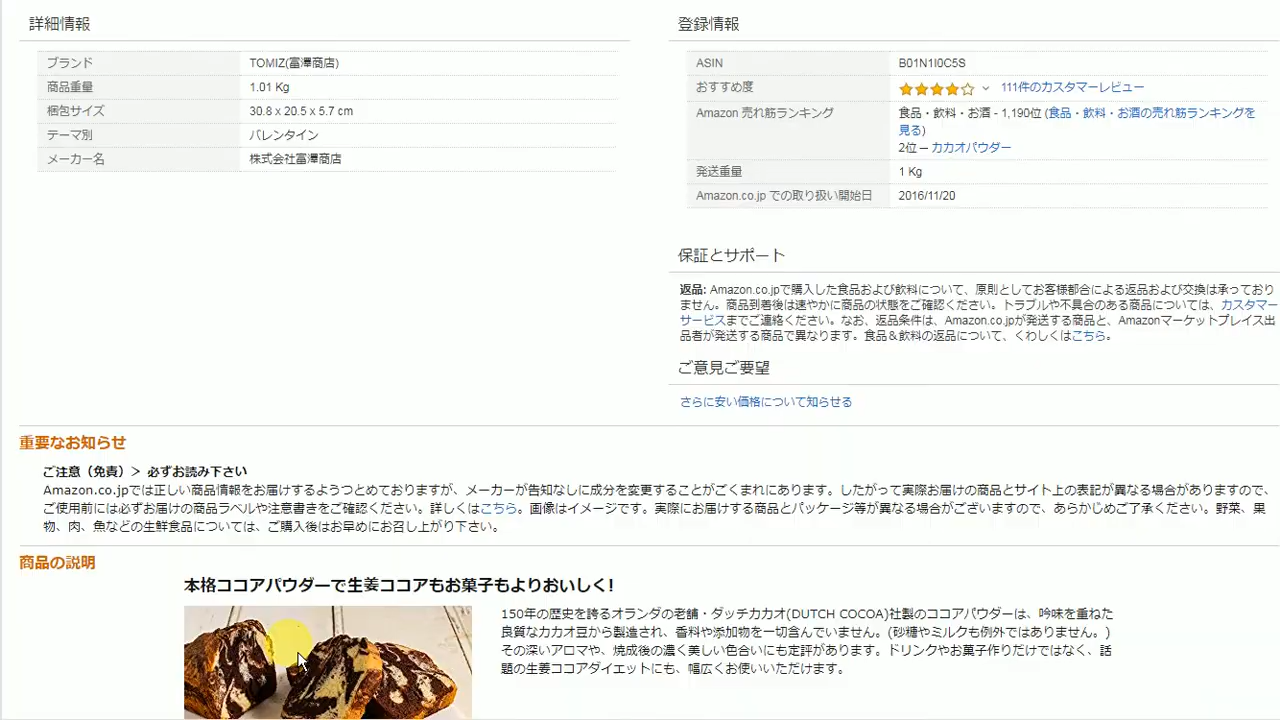 詳細情報
ブランド TOMIZ(富澤商店)
商品重量 1.01 Kg
梱包サイズ 30.8 x 20.5 x 5.7 cm
テーマ別 バレンタイン
メーカー名 株式会社富澤商店
登録情報
ASIN B01N1I0C5S
おすすめ度 111件のカスタマーレビュー
Amazon 売れ筋ランキング 食品・飲料・お酒 - 1,190位 (食品・飲料・お酒の売れ筋ランキングを
見る)
2位 ─ カカオパウダー
発送重量 1 Kg
Amazon.co.jp での取り扱い開始日 2016/11/20
保証とサポート
返品: Amazon.co.jpで購入した食品および飲料について、原則としてお客様都合による返品および交換は承っており
ません。商品到着後は速やかに商品の状態をご確認ください。トラブルや不具合のある商品については、カスタマー
サービスまでご連絡ください。なお、返品条件は、Amazon.co.jpが発送する商品と、Amazonマーケットプレイス出
品者が発送する商品で異なります。食品＆飲料の返品について、くわしくはこちら。
ご意見ご要望
さらに安い価格について知らせる
重要なお知らせ
ご注意（免責）＞ 必ずお読み下さい
Amazon.co.jpでは正しい商品情報をお届けするようつとめておりますが、メーカーが告知なしに成分を変更することがごくまれにあります。したがって実際お届けの商品とサイト上の表記が異なる場合がありますので、
ご使用前には必ずお届けの商品ラベルや注意書きをご確認ください。詳しくはこちら。画像はイメージです。実際にお届けする商品とパッケージ等が異なる場合がございますので、あらかじめご了承ください。野菜、果
物、肉、魚などの生鮮食品については、ご購入後はお早めにお召し上がり下さい。
商品の説明
本格ココアパウダーで生姜ココアもお菓子もよりおいしく!
150年の歴史を誇るオランダの老舗・ダッチカカオ(DUTCH COCOA)社製のココアパウダーは、吟味を重ねた
良質なカカオ豆から製造され、香料や添加物を一切含んでいません。(砂糖やミルクも例外ではありません。)
その深いアロマや、焼成後の濃く美しい色合いにも定評があります。ドリンクやお菓子作りだけではなく、話
題の生姜ココアダイエットにも、幅広くお使いいただけます。